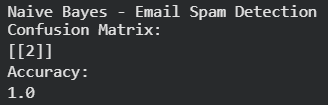 Naive Bayes - Email Spam Detection
Confusion Matrix:
[[2]]
Accuracy:
1.0